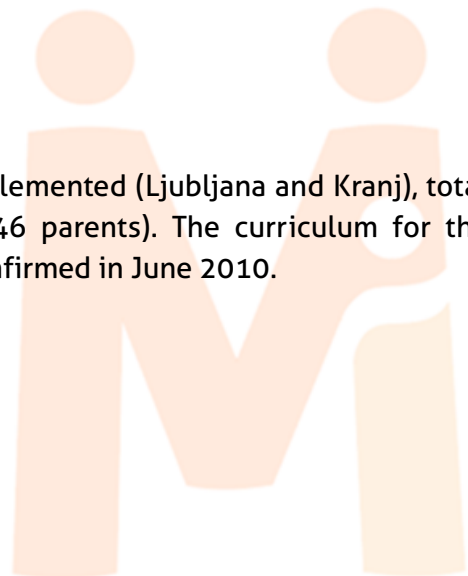 lemented (Ljubljana and Kranj), tota
46 parents). The curriculum for th
nfirmed in June 2010.